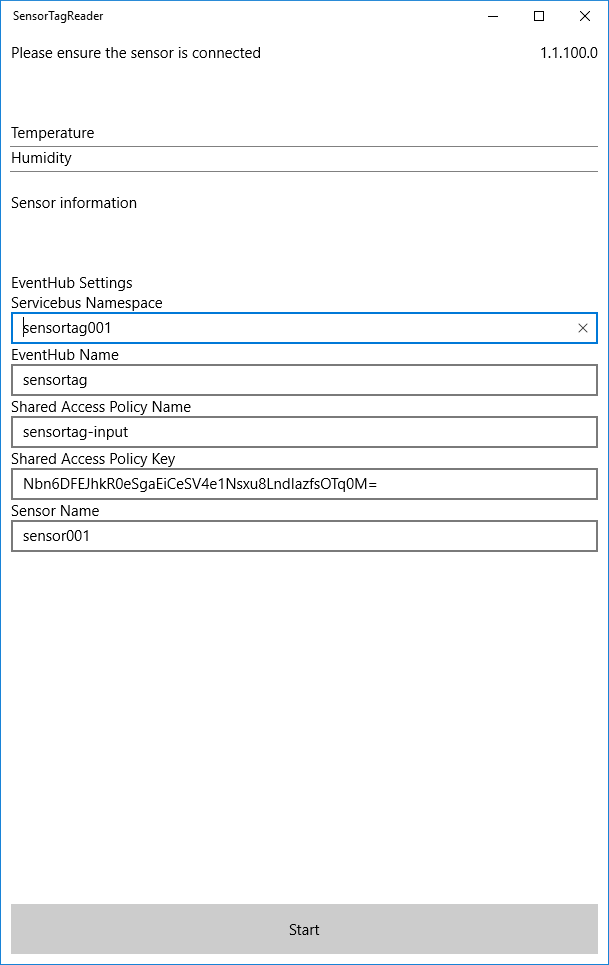 SensorTagReader
Please ensure the sensor is connected 1.1.100.0
Temperature
Humidity
Sensor information
EventHub Settings
Servicebus Namespace
sensortag001
EventHub Name
sensortag
Shared Access Policy Name
sensortag-input
Shared Access Policy Key
Nbn6DFEJhkR0eSgaEiCeSV4e1Nsxu8LndlazfsOTq0M=
Sensor Name
sensor001
Start